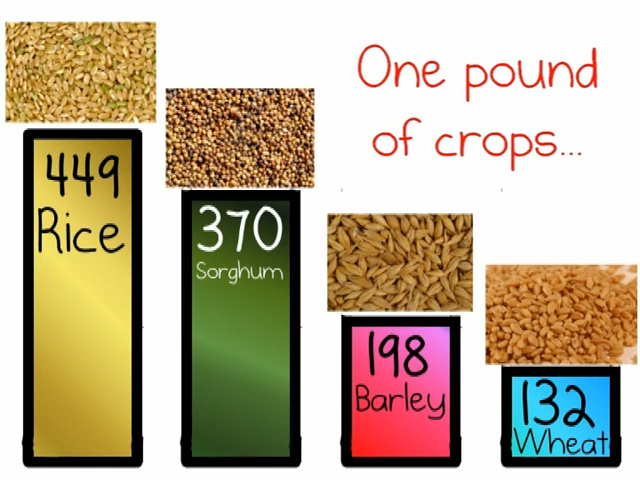 One pound
of crops...
449
Rice
370
Sorghum
198
Barley
132
Wheat